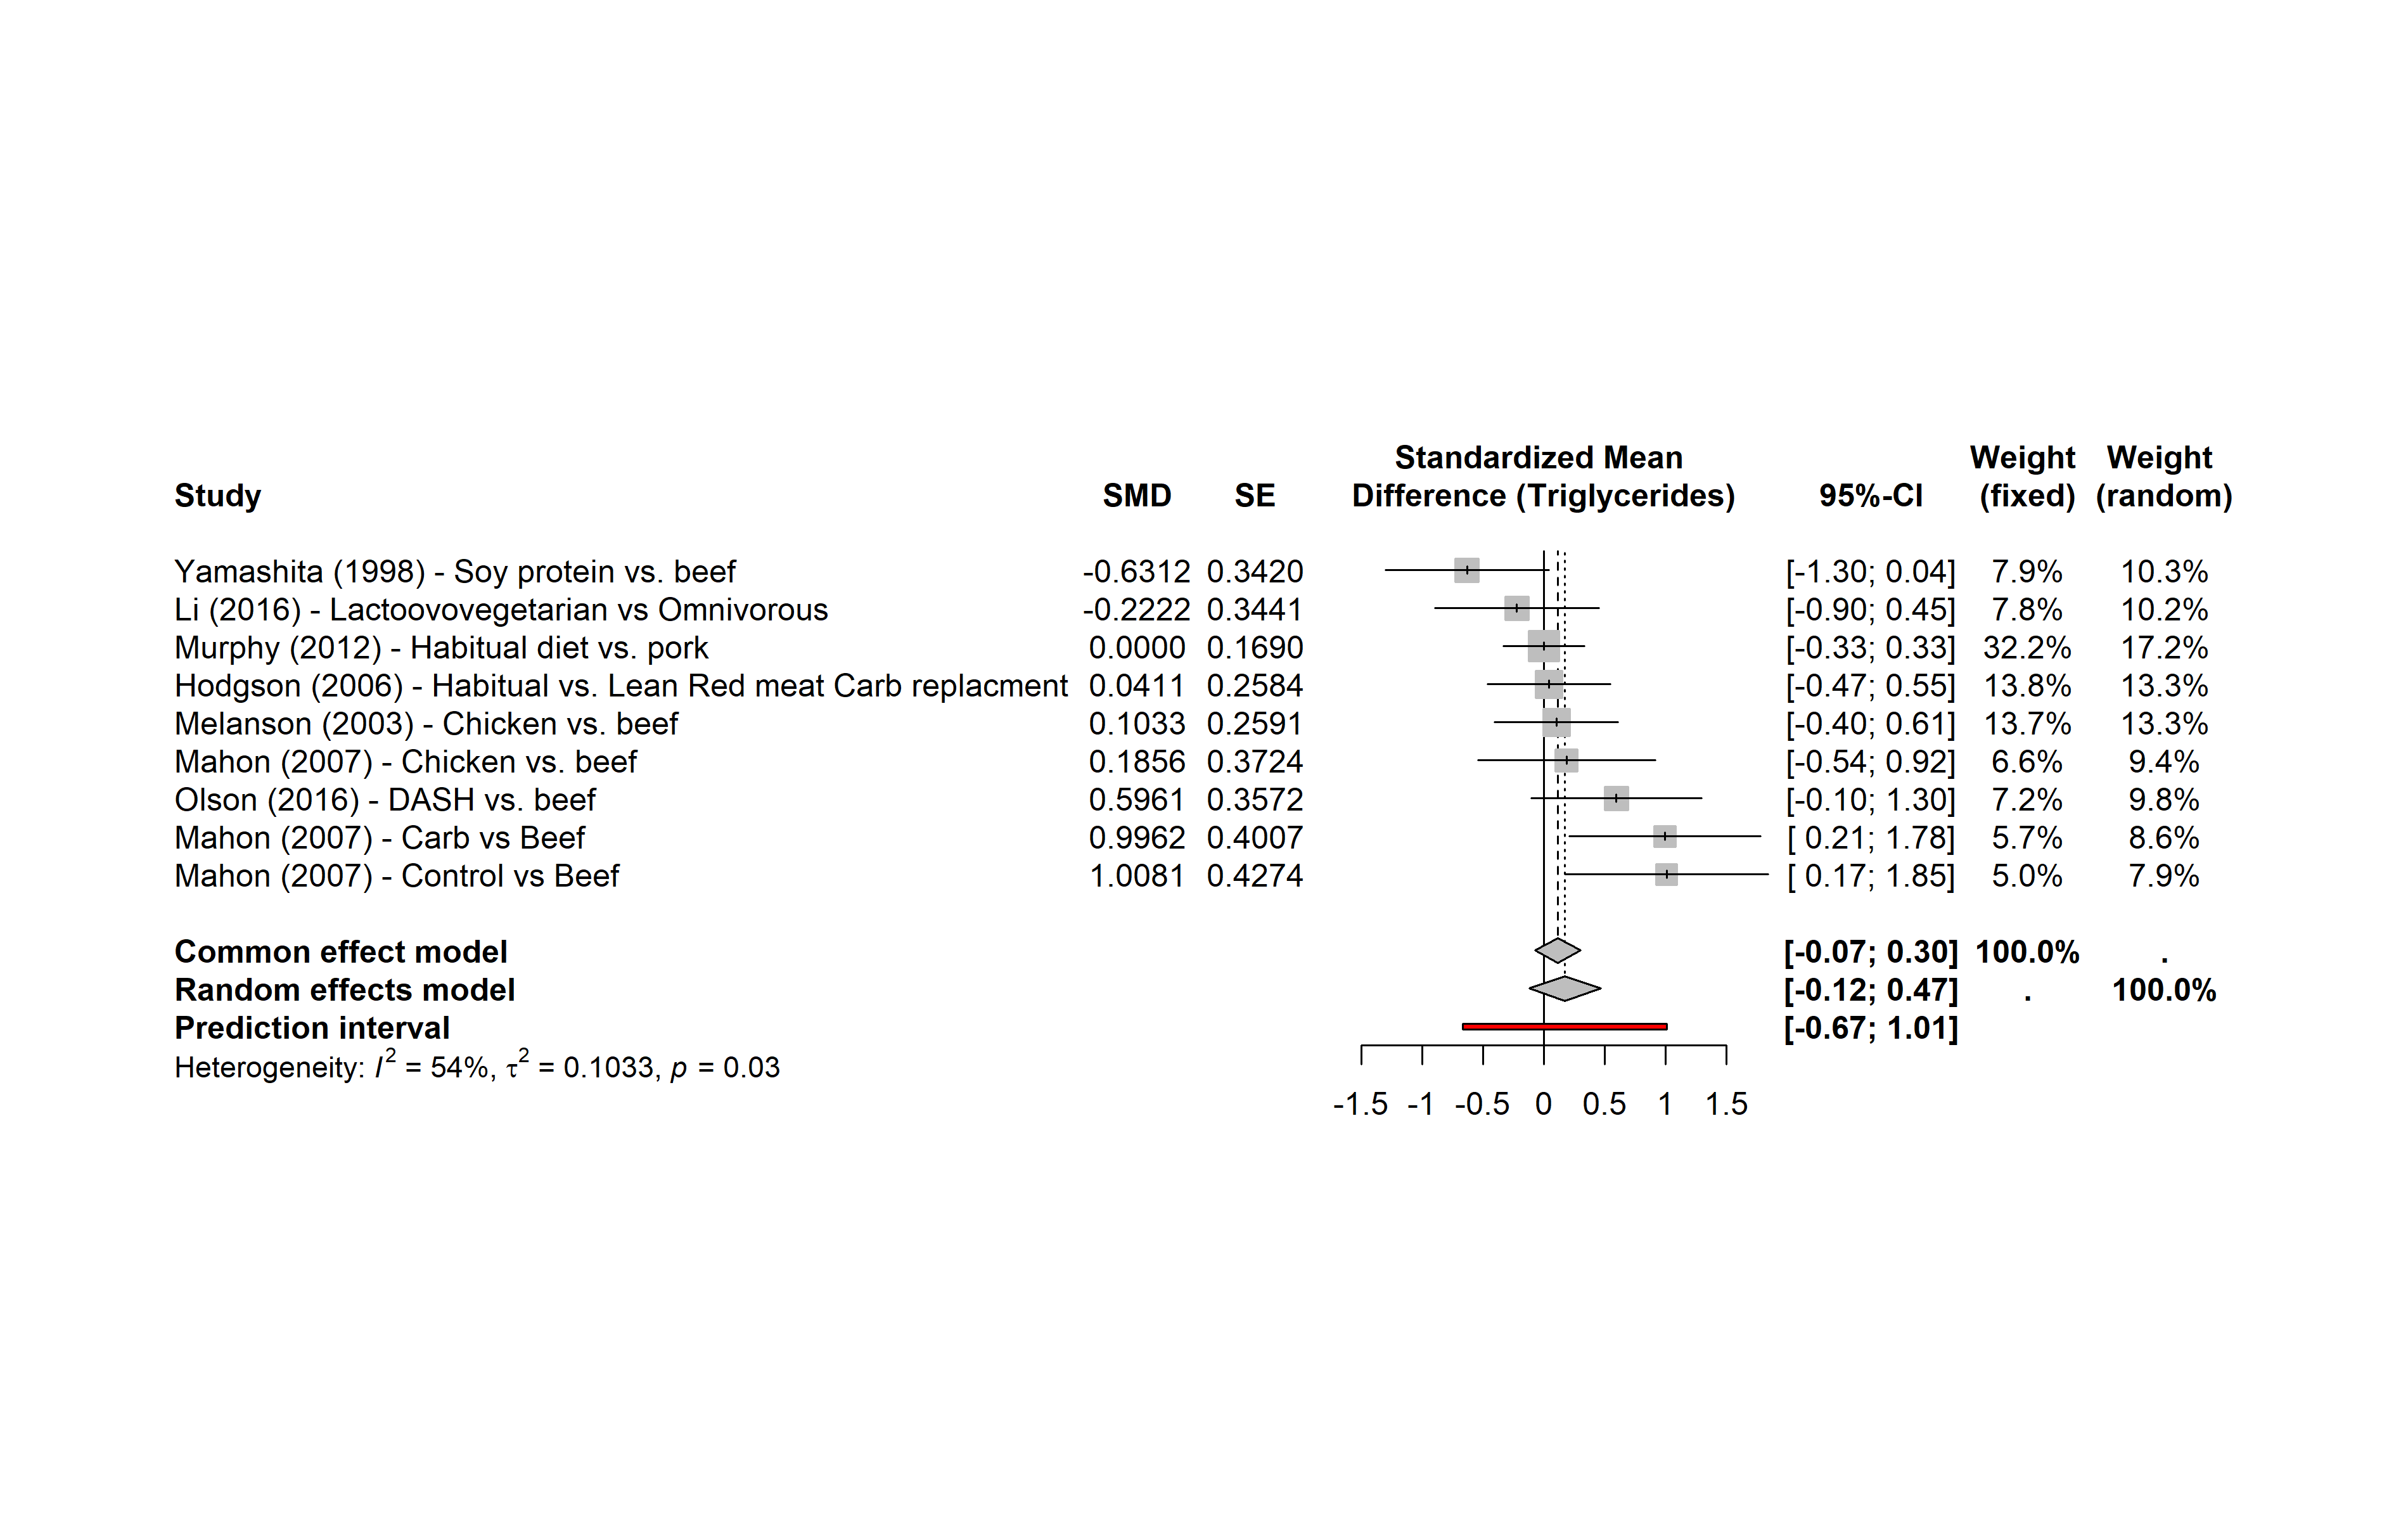 Standardized Mean Weight Weight
Study SMD SE Difference (Triglycerides) 95%-CI (fixed) (random)
Yamashita (1998) - Soy protein vs. beef -0.6312 0.3420 [-1.30; 0.04] 7.9% 10.3%
Li (2016) - Lactoovovegetarian vs Omnivorous -0.2222 0.3441 [-0.90; 0.45] 7.8% 10.2%
Murphy (2012) - Habitual diet vs. pork 0.0000 0.1690 [-0.33; 0.33] 32.2% 17.2%
Hodgson (2006) - Habitual vs. Lean Red meat Carb replacment 0.0411 0.2584 [-0.47; 0.55] 13.8% 13.3%
Melanson (2003) - Chicken vs. beef 0.1033 0.2591 [-0.40; 0.61] 13.7% 13.3%
Mahon (2007) - Chicken vs. beef 0.1856 0.3724 [-0.54; 0.92] 6.6% 9.4%
Olson (2016) - DASH vs. beef 0.5961 0.3572 [-0.10; 1.30] 7.2% 9.8%
Mahon (2007) - Carb vs Beef 0.9962 0.4007 [ 0.21; 1.78] 5.7% 8.6%
Mahon (2007) - Control vs Beef 1.0081 0.4274 [ 0.17; 1.85] 5.0% 7.9%
Common effect model [-0.07; 0.30] 100.0% .
Random effects model [-0.12; 0.47] . 100.0%
Prediction interval [-0.67; 1.01]
Heterogeneity: I² = 54%, τ² = 0.1033, p = 0.03
-1.5 -1 -0.5 0 0.5 1 1.5